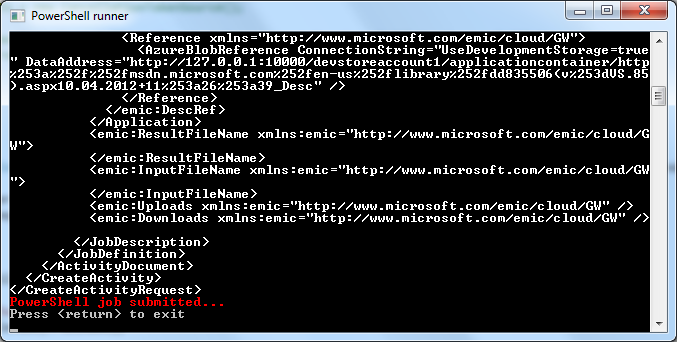 PowerShell runner
<Reference xmlns="http://www.microsoft.com/emic/cloud/GW">
<AzureBlobReference ConnectionString="UseDevelopmentStorage=true
" DataAddress="http://127.0.0.1:10000/devstoreaccount1/applicationcontainer/http
%253a%252f%252fmsdn.microsoft.com%252fen-us%252flibrary%252fdd835506(v%253dVS.85
).aspx10.04.2012+11%253a26%253a39_Desc" />
</Reference>
</emic:DescRef>
</Application>
<emic:ResultFileName xmlns:emic="http://www.microsoft.com/emic/cloud/G
W">
</emic:ResultFileName>
<emic:InputFileName xmlns:emic="http://www.microsoft.com/emic/cloud/GW
">
</emic:InputFileName>
<emic:Uploads xmlns:emic="http://www.microsoft.com/emic/cloud/GW" />
<emic:Downloads xmlns:emic="http://www.microsoft.com/emic/cloud/GW" />
</JobDescription>
</JobDefinition>
</ActivityDocument>
</CreateActivity>
</CreateActivityRequest>
PowerShell job submitted...
Press <return> to exit